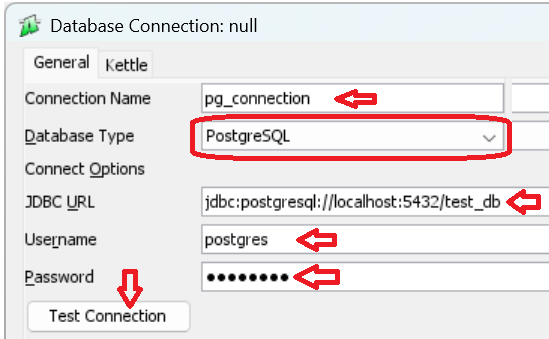 Database Connection: null
General Kettle
Connection Name pg_connection
Database Type PostgreSQL
Connect Options
JDBC URL jdbc:postgresql://localhost:5432/test_db
Username postgres
Password ••••••••
Test Connection